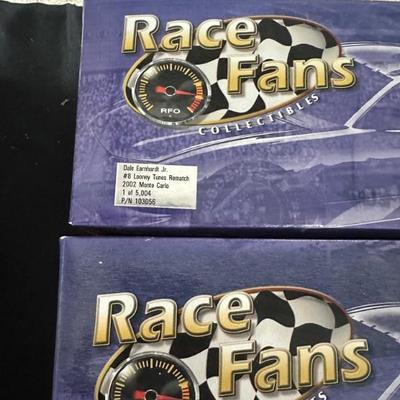 Race
Fans
RFO
COLLECTIBLES
Dale Earnhardt Jr.
#8 Looney Tunes Rematch
2002 Monte Carlo
1 of 5,004
P/N 103056
Race
Fans